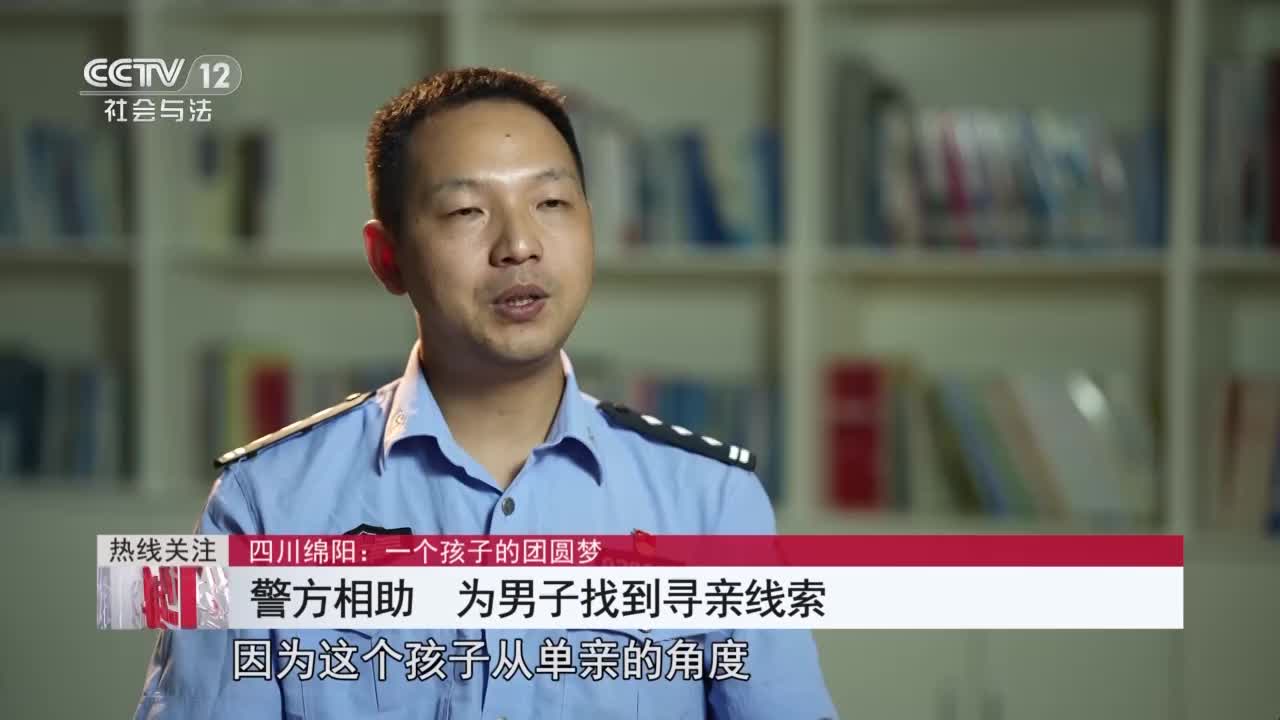 CCTV 12
社会与法
热线关注
四川绵阳：一个孩子的团圆梦
警方相助 为男子找到寻亲线索
因为这个孩子从单亲的角度